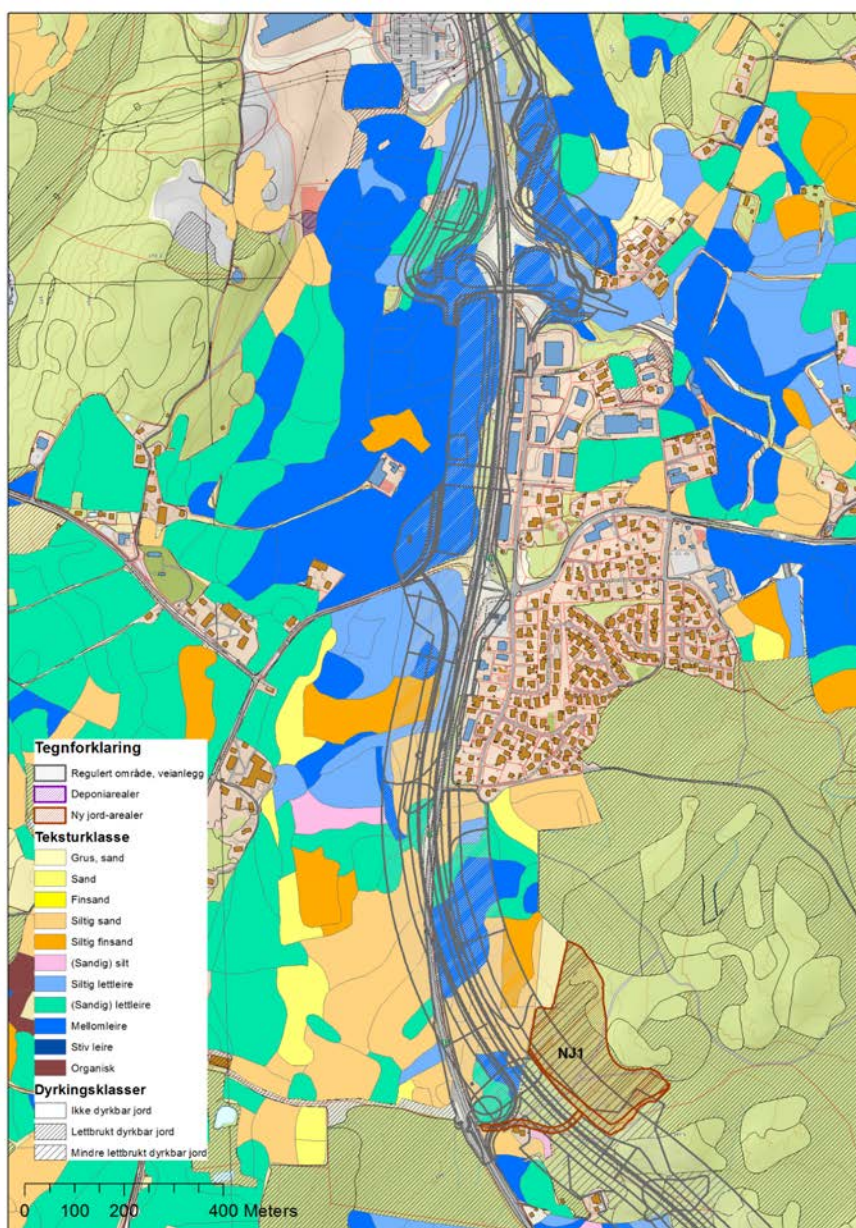 NJ1
Tegnforklaring
Regulert område, veianlegg
Deponiarealer
Ny jord-arealer
Teksturklasse
Grus, sand
Sand
Finsand
Siltig sand
Siltig finsand
(Sandig) silt
Siltig lettleire
(Sandig) lettleire
Mellomleire
Stiv leire
Organisk
Dyrkingsklasser
Ikke dyrkbar jord
Lettbrukt dyrkbar jord
Mindre lettbrukt dyrkbar jord
0 100 200 400 Meters